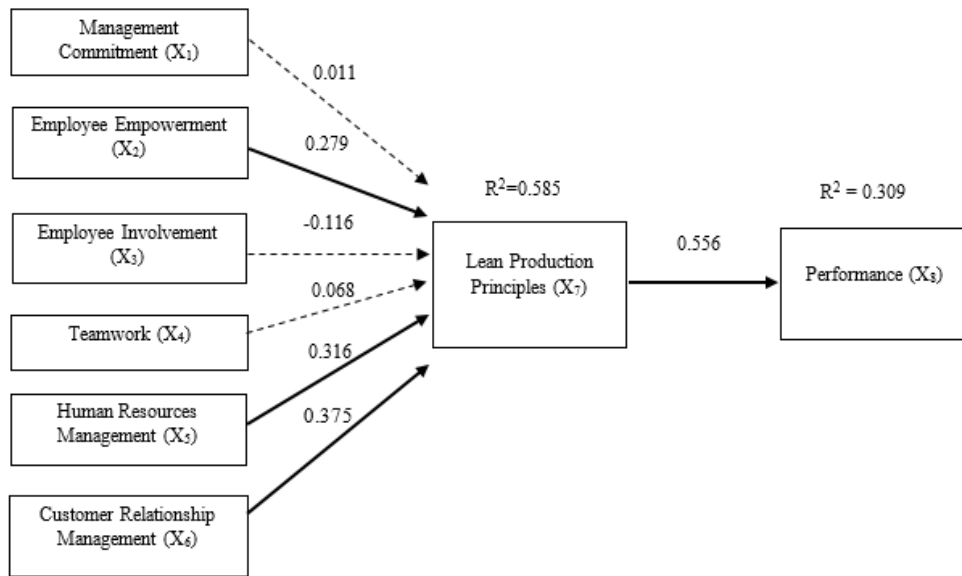 Management
Commitment (X₁)
0.011
Employee Empowerment
(X₂)
0.279
R²=0.585
R² = 0.309
Employee Involvement
(X₃)
-0.116
Lean Production
Principles (X₇)
0.556
Performance (X₈)
Teamwork (X₄)
0.068
0.316
Human Resources
Management (X₅)
0.375
Customer Relationship
Management (X₆)